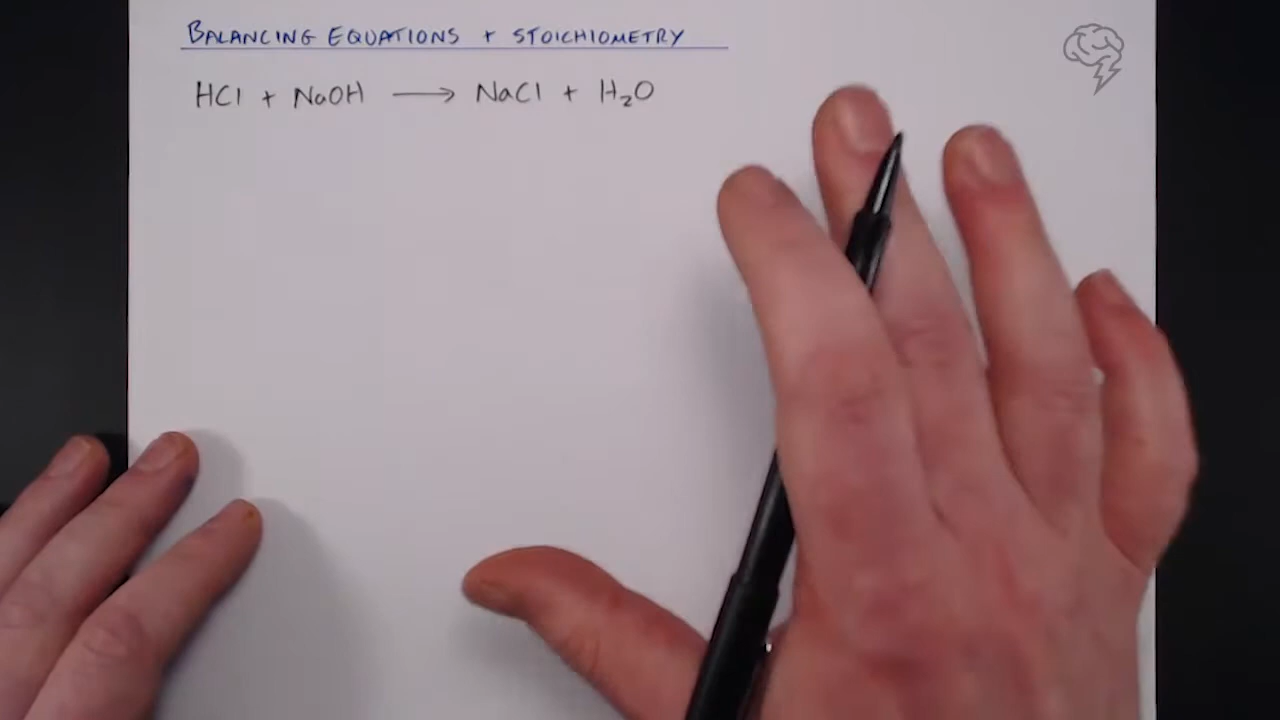 BALANCING EQUATIONS + STOICHIOMETRY
HCl + NaOH ⟶ NaCl + H₂O